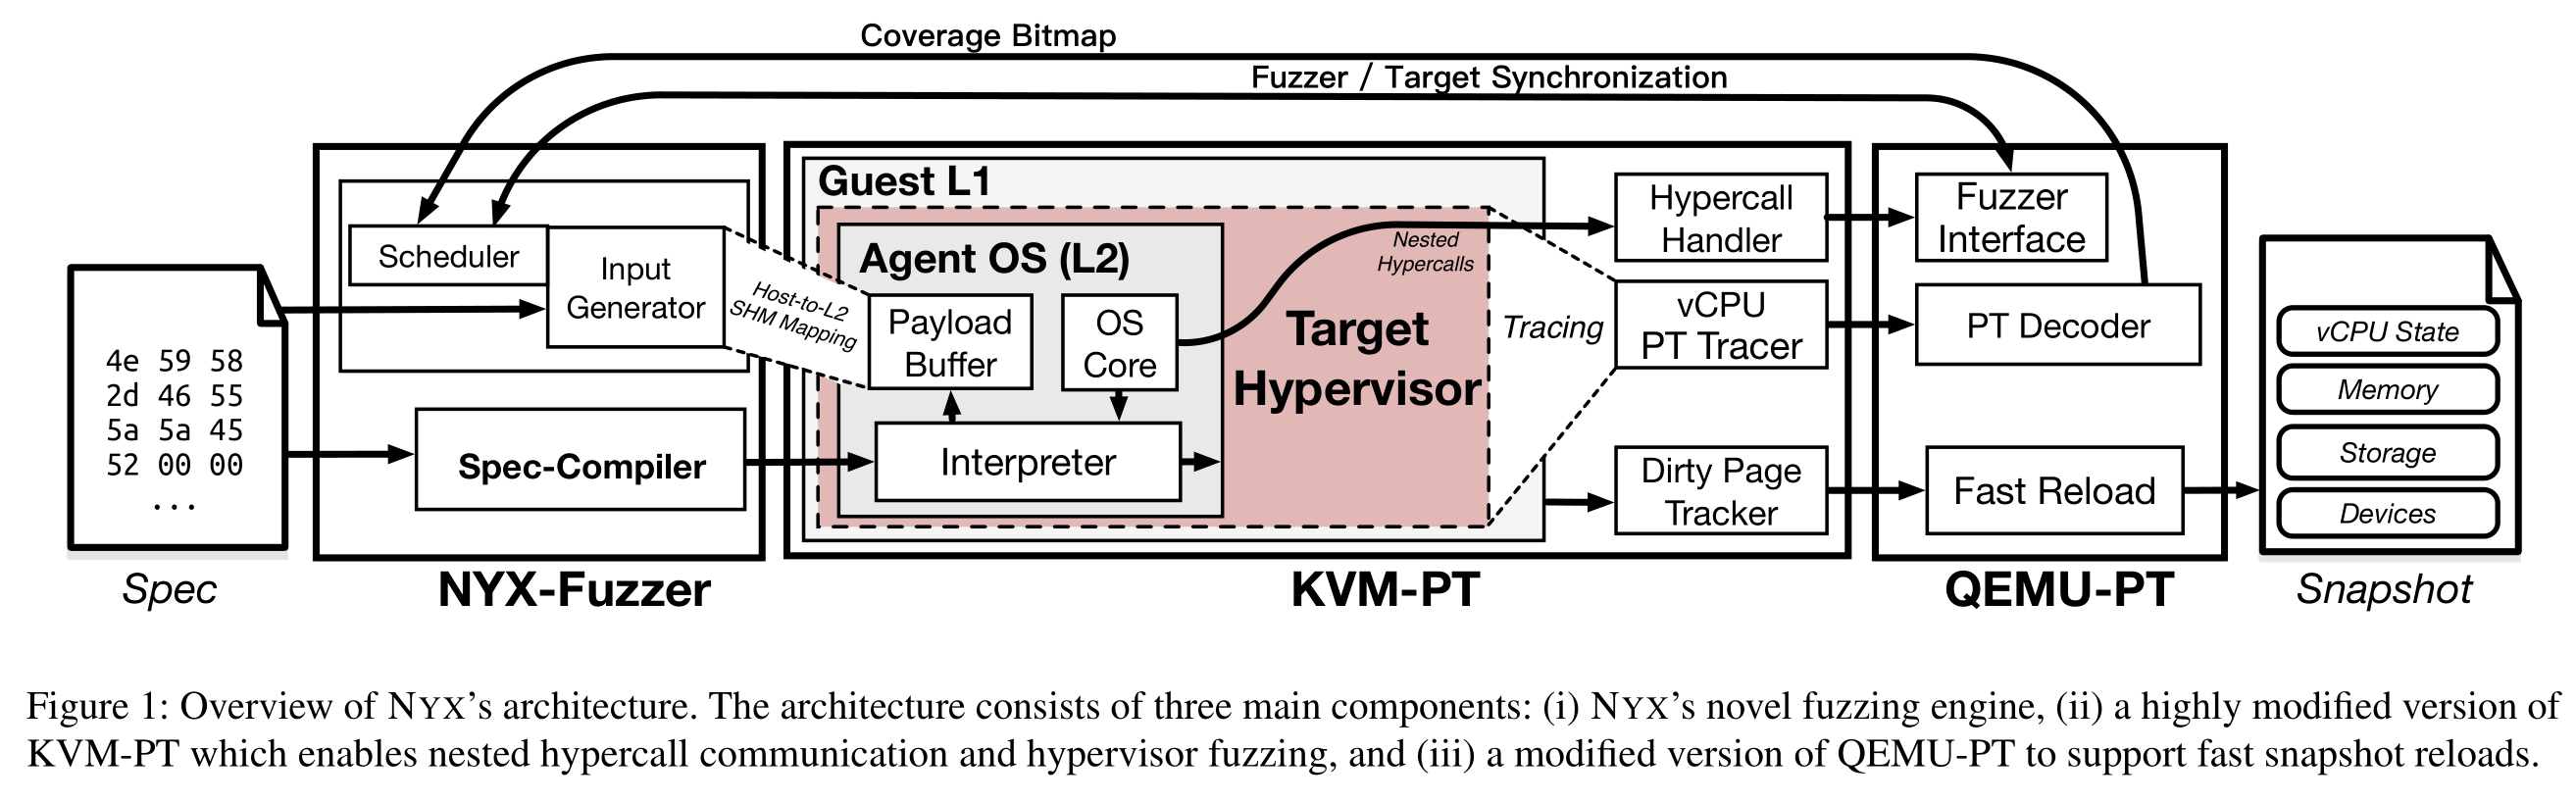 Coverage Bitmap
Fuzzer / Target Synchronization
4e 59 58
2d 46 55
5a 5a 45
52 00 00
...
Spec
Scheduler
Input
Generator
Spec-Compiler
NYX-Fuzzer
Host-to-L2
SHM Mapping
Guest L1
Agent OS (L2)
Payload
Buffer
OS
Core
Interpreter
Nested
Hypercalls
Target
Hypervisor
Tracing
Hypercall
Handler
vCPU
PT Tracer
Dirty Page
Tracker
KVM-PT
Fuzzer
Interface
PT Decoder
Fast Reload
QEMU-PT
vCPU State
Memory
Storage
Devices
Snapshot
Figure 1: Overview of NYX's architecture. The architecture consists of three main components: (i) NYX's novel fuzzing engine, (ii) a highly modified version of
KVM-PT which enables nested hypercall communication and hypervisor fuzzing, and (iii) a modified version of QEMU-PT to support fast snapshot reloads.